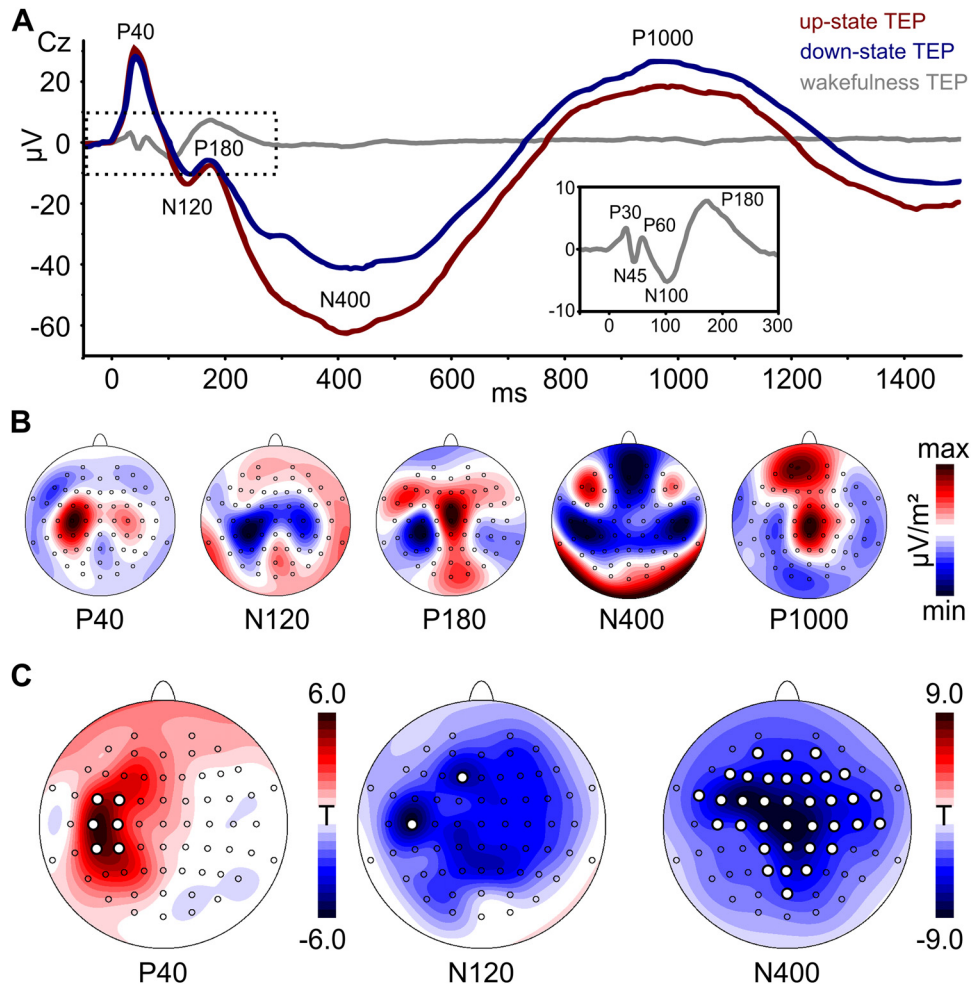 A
Cz
P40
P1000
up-state TEP
down-state TEP
wakefulness TEP
20
0
-20
-40
-60
µV
P180
N120
N400
10
0
-10
P30
P60
P180
N45
N100
0 100 200 300
0 200 400 600 800 1000 1200 1400
ms
B
max
µV/m²
min
P40 N120 P180 N400 P1000
C
6.0
T
-6.0
9.0
T
-9.0
P40 N120 N400